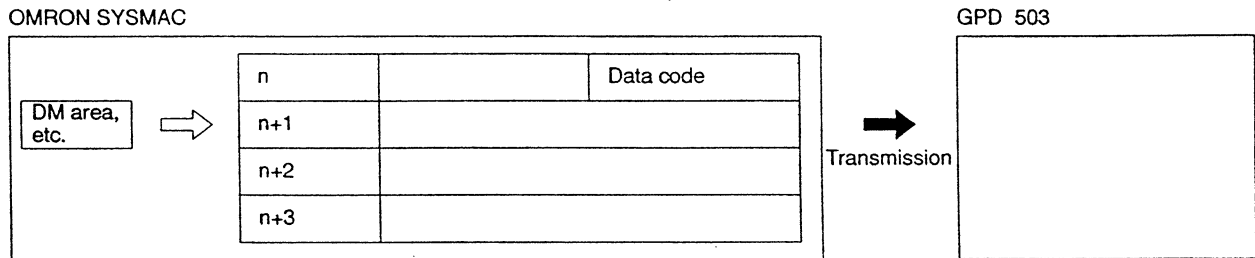 OMRON SYSMAC
GPD 503
n
Data code
DM area,
etc.
n+1
Transmission
n+2
n+3